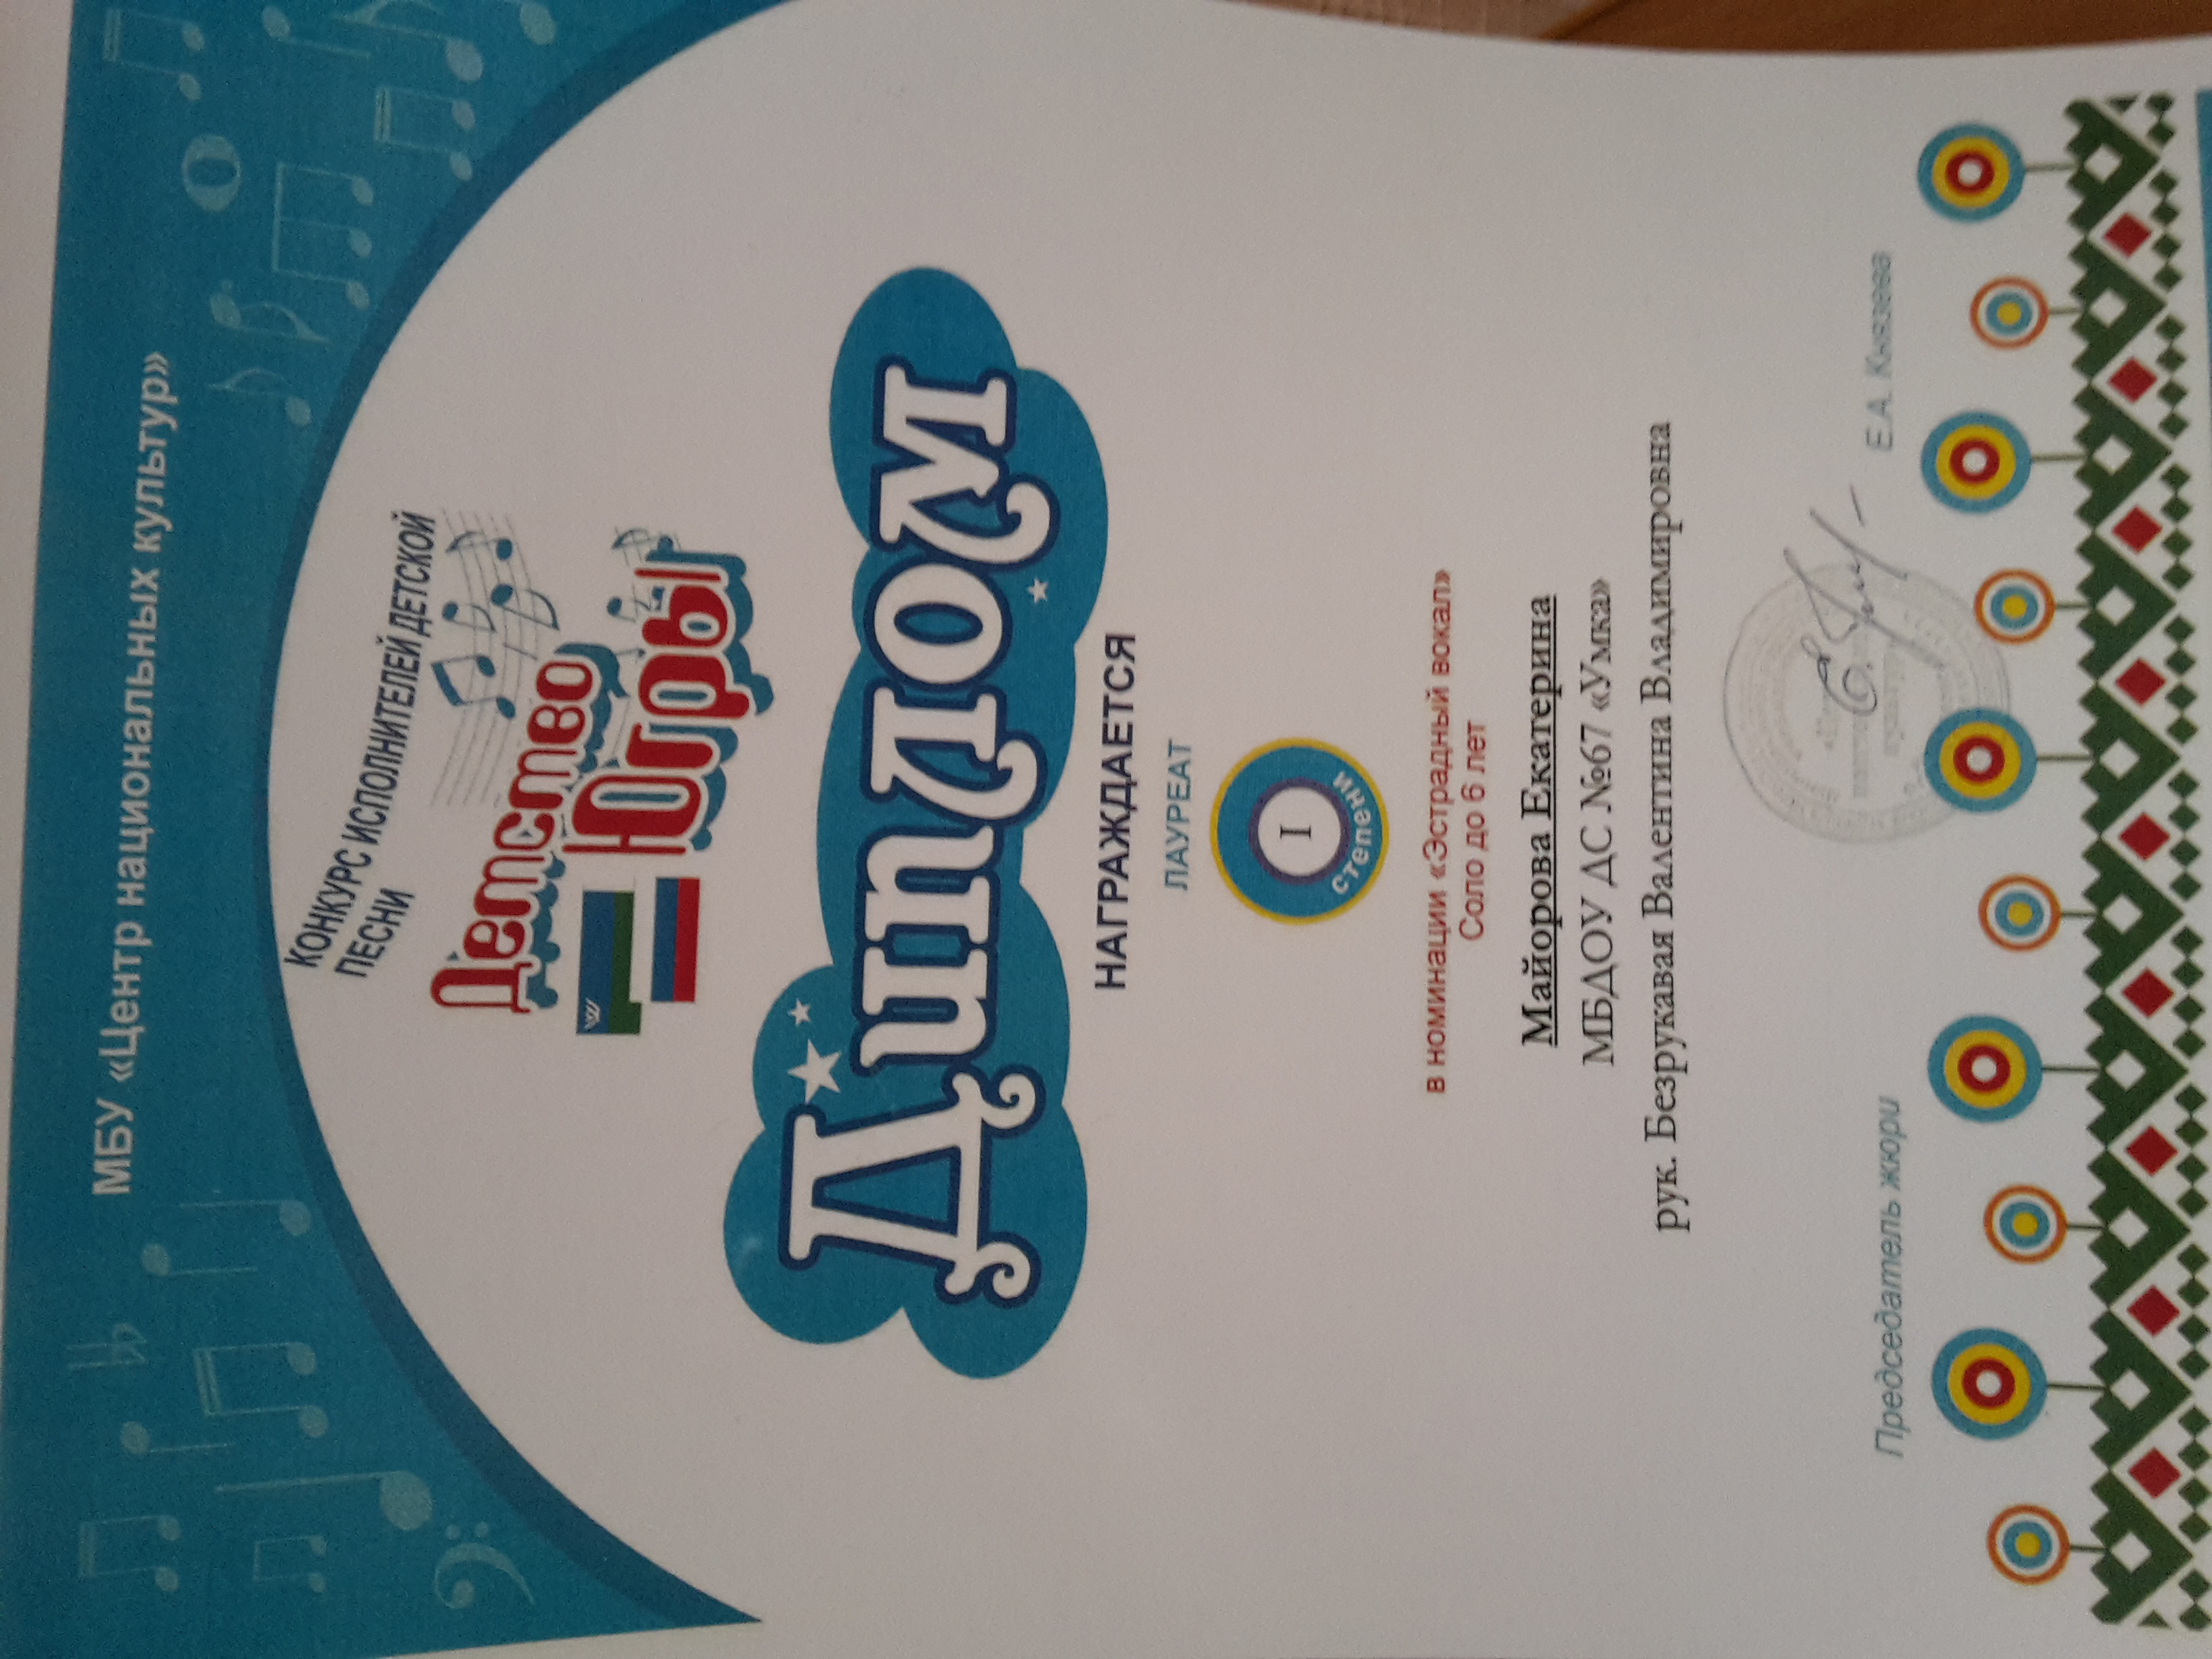 МБУ «Центр национальных культур»
КОНКУРС ИСПОЛНИТЕЛЕЙ ДЕТСКОЙ
ПЕСНИ
Детство
Югры
Диплом
НАГРАЖДАЕТСЯ
ЛАУРЕАТ
I
степени
в номинации «Эстрадный вокал»
Соло до 6 лет
Майорова Екатерина
МБДОУ ДС №67 «Умка»
рук. Безрукавая Валентина Владимировна
Председатель жюри Е.А. Князева